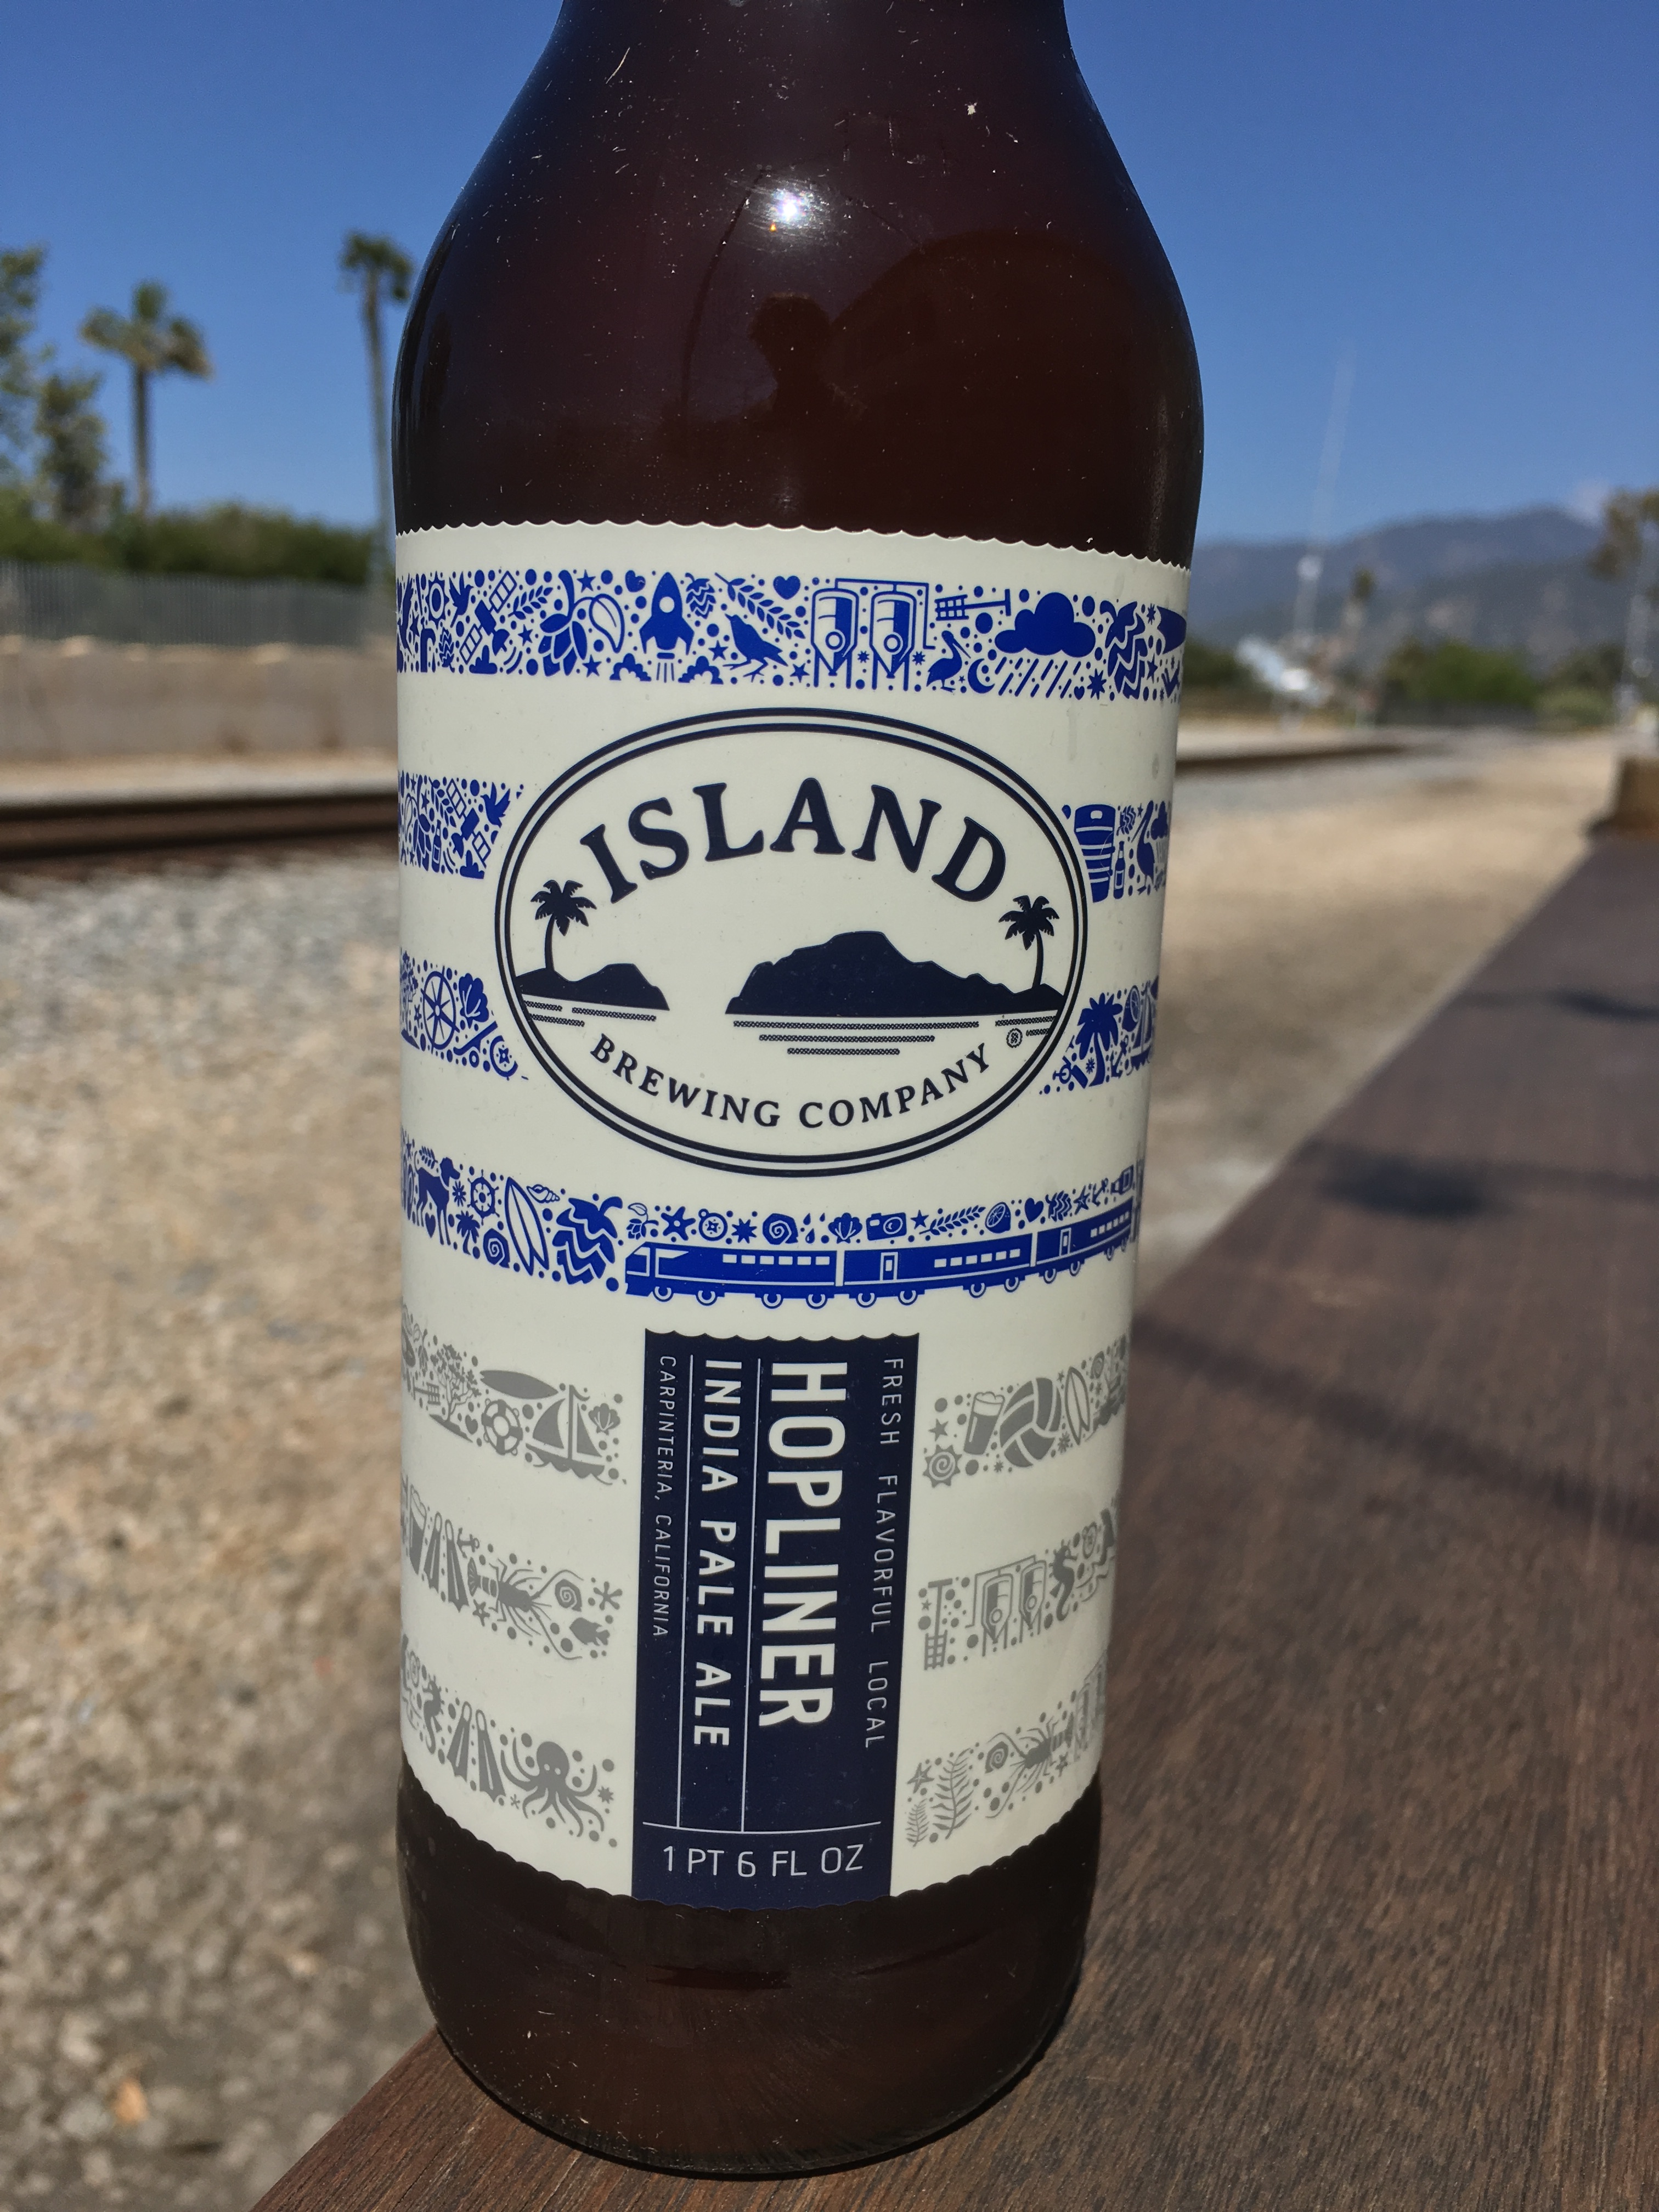 ISLAND
BREWING COMPANY
®
FRESH FLAVORFUL LOCAL
HOPLINER
INDIA PALE ALE
CARPINTERIA, CALIFORNIA
1 PT 6 FL OZ